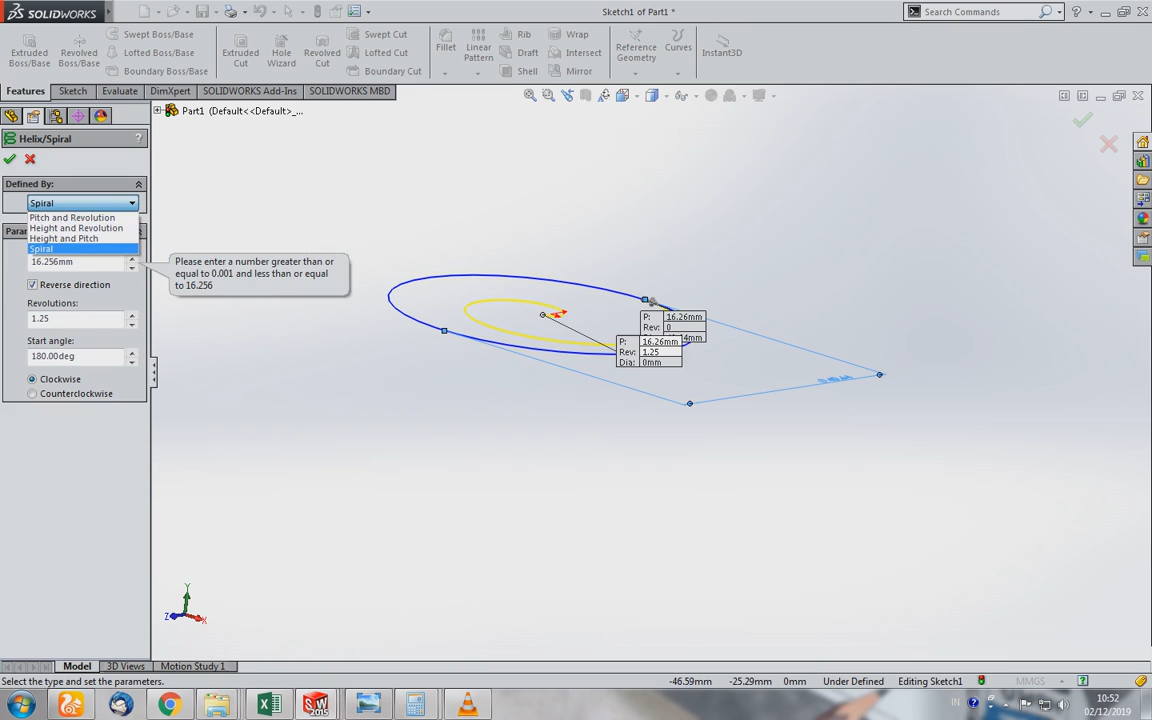 SOLIDWORKS
Sketch1 of Part1 *
Search Commands
Extruded Boss/Base
Revolved Boss/Base
Swept Boss/Base
Lofted Boss/Base
Boundary Boss/Base
Extruded Cut
Hole Wizard
Revolved Cut
Swept Cut
Lofted Cut
Boundary Cut
Fillet
Linear Pattern
Rib
Draft
Shell
Wrap
Intersect
Mirror
Reference Geometry
Curves
Instant3D
Features
Sketch
Evaluate
DimXpert
SOLIDWORKS Add-Ins
SOLIDWORKS MBD
Part1 (Default<<Default>_...
Helix/Spiral
?
Defined By:
Spiral
Pitch and Revolution
Height and Revolution
Height and Pitch
Spiral
16.256mm
Please enter a number greater than or
equal to 0.001 and less than or equal
to 16.256
Reverse direction
Revolutions:
1.25
Start angle:
180.00deg
Clockwise
Counterclockwise
P: 16.26mm
Rev: 0
P: 16.26mm
Rev: 1.25
Dia: 0mm
Y
Z
X
Model
3D Views
Motion Study 1
Select the type and set the parameters.
-46.59mm
-25.29mm
0mm
Under Defined
Editing Sketch1
MMGS
IN
10:52
02/12/2019